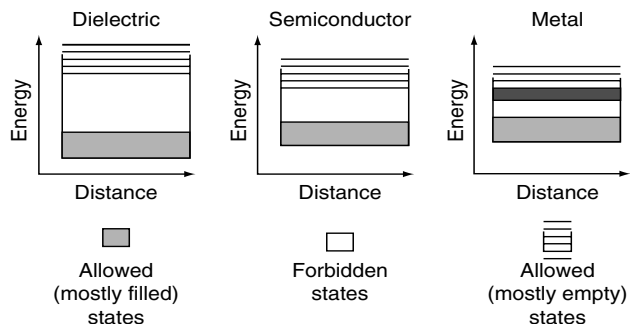 Dielectric
Semiconductor
Metal
Energy
Energy
Energy
Distance
Distance
Distance
Allowed
(mostly filled)
states
Forbidden
states
Allowed
(mostly empty)
states